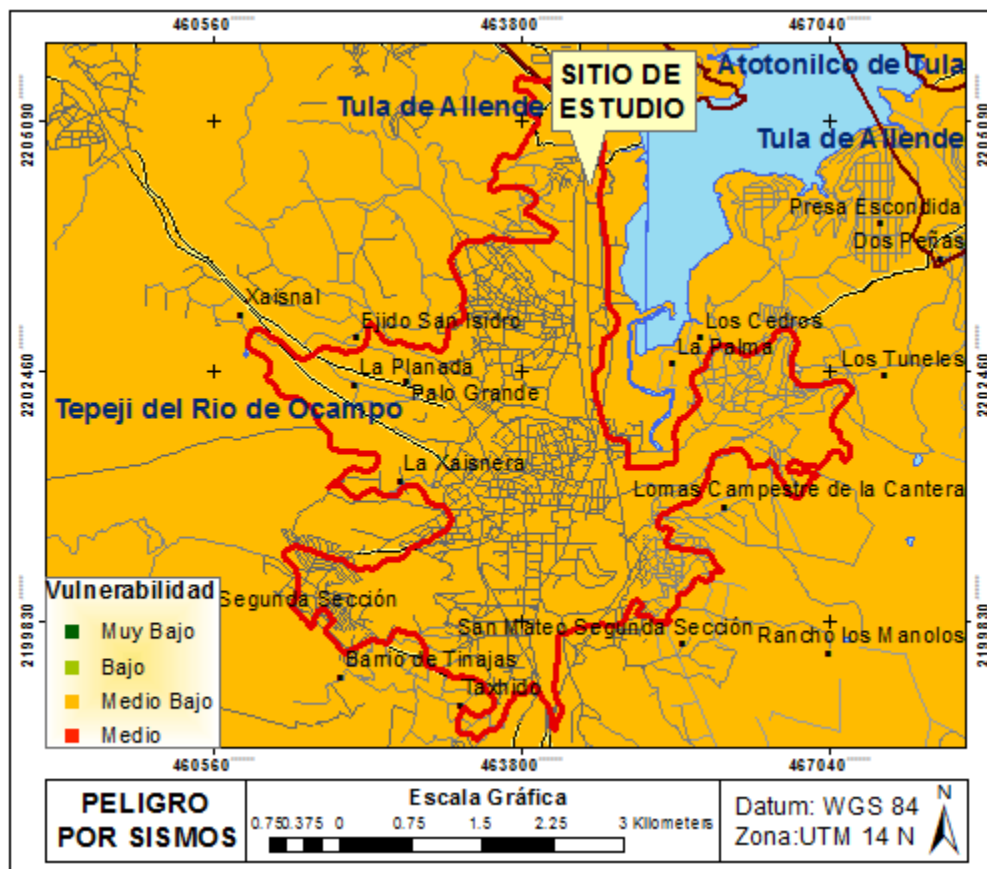 460560 463800 467040
2206090
2202460
2199830
2206090
2202460
2199830
SITIO DE
ESTUDIO
Atotonilco de Tula
Tula de Allende
Tula de Allende
Presa Escondida
Dos Peñas
Xaisnal
Ejido San Isidro
Los Cedros
La Palma
La Planada
Los Tuneles
Palo Grande
Tepeji del Rio de Ocampo
La Xaisnera
Lomas Campestre de la Cantera
Vulnerabilidad
Muy Bajo
Bajo
Medio Bajo
Medio
Segunda Sección
San Mateo Segunda Sección
Rancho los Manolos
Barrio de Tinajas
Taxhido
460560 463800 467040
PELIGRO
POR SISMOS
Escala Gráfica
0.75 0.375 0 0.75 1.5 2.25 3 Kilometers
Datum: WGS 84
Zona:UTM 14 N
N